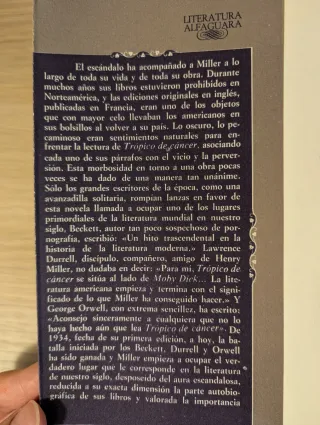 LITERATURA
ALFAGUARA
El escándalo ha acompañado a Miller a lo
largo de toda su vida y de toda su obra. Durante
muchos años sus libros estuvieron prohibidos en
Norteamérica, y las ediciones originales en inglés,
publicadas en Francia, eran uno de los objetos
que con mayor celo llevaban los americanos en
sus bolsillos al volver a su país. Lo oscuro, lo pe-
caminoso eran sentimientos naturales para en-
frentar la lectura de Trópico de cáncer, asociando
cada uno de sus párrafos con el vicio y la perver-
sión. Esta morbosidad en torno a una obra pocas
veces se ha dado de una manera tan unánime.
Sólo los grandes escritores de la época, como una
avanzadilla solitaria, rompían lanzas en favor de
esta novela llamada a ocupar uno de los lugares
primordiales de la literatura mundial en nuestro
siglo, Beckett, autor tan poco sospechoso de por-
nografía, escribió: «Un hito trascendental en la
historia de la literatura moderna.» Lawrence
Durrell, discípulo, compañero, amigo de Henry
Miller, no dudaba en decir: «Para mí, Trópico de
cáncer se sitúa al lado de Moby Dick... La lite-
ratura americana empieza y termina con el signi-
ficado de lo que Miller ha conseguido hacer.» Y
George Orwell, con extrema sencillez, ha escrito:
«Aconsejo sinceramente a cualquiera que no lo
haya hecho aún que lea Trópico de cáncer». De
1934, fecha de su primera edición, a hoy, la ba-
talla iniciada por los Beckett, Durrell y Orwell
ha sido ganada y Miller empieza a ocupar el ver-
dadero lugar que le corresponde en la literatura
de nuestro siglo, desposeído del aura escandalosa,
reducida a su exacta dimensión la parte autobio-
gráfica de sus libros y valorada la importancia